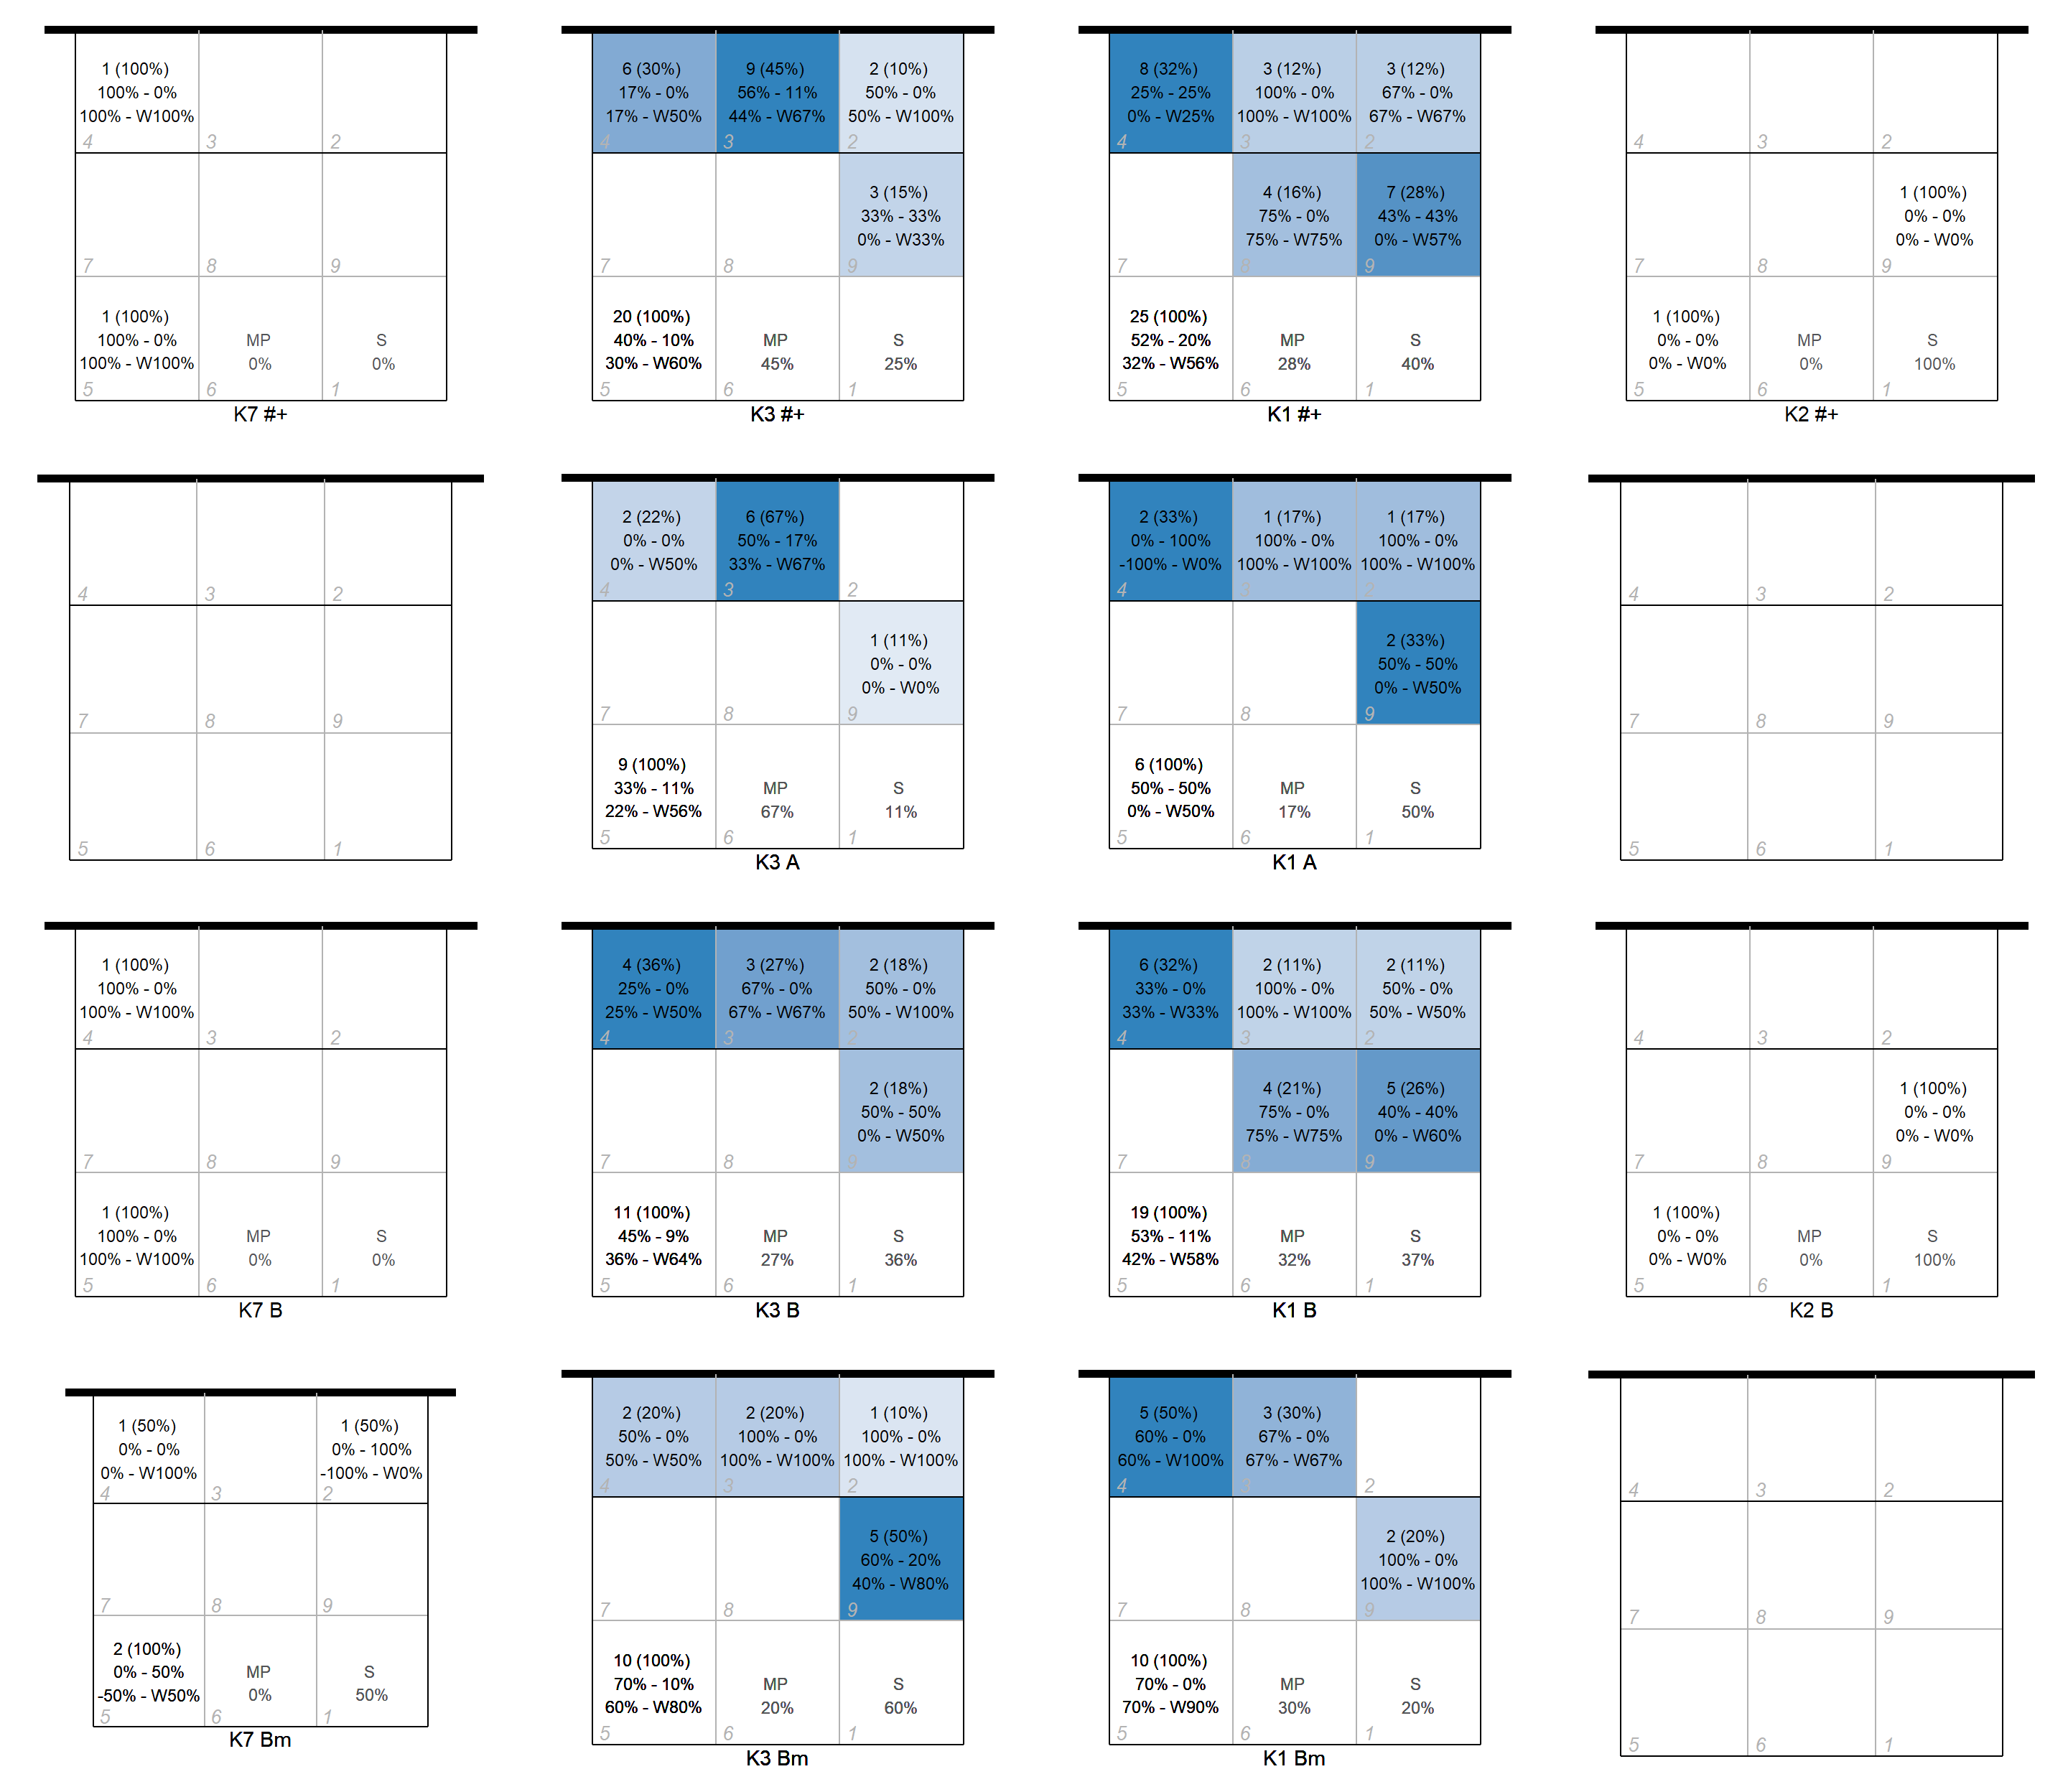 1 (100%)
100% - 0%
100% - W100%
4
3
2
7
8
9
1 (100%)
100% - 0%
100% - W100%
5
MP
0%
6
S
0%
1
K7 #+
6 (30%)
17% - 0%
17% - W50%
4
9 (45%)
56% - 11%
44% - W67%
3
2 (10%)
50% - 0%
50% - W100%
2
7
8
3 (15%)
33% - 33%
0% - W33%
9
20 (100%)
40% - 10%
30% - W60%
5
MP
45%
6
S
25%
1
K3 #+
8 (32%)
25% - 25%
0% - W25%
4
3 (12%)
100% - 0%
100% - W100%
3
3 (12%)
67% - 0%
67% - W67%
2
7
4 (16%)
75% - 0%
75% - W75%
8
7 (28%)
43% - 43%
0% - W57%
9
25 (100%)
52% - 20%
32% - W56%
5
MP
28%
6
S
40%
1
K1 #+
4
3
2
7
8
1 (100%)
0% - 0%
0% - W0%
9
1 (100%)
0% - 0%
0% - W0%
5
MP
0%
6
S
100%
1
K2 #+
4
3
2
7
8
9
5
6
1
2 (22%)
0% - 0%
0% - W50%
4
6 (67%)
50% - 17%
33% - W67%
3
2
7
8
1 (11%)
0% - 0%
0% - W0%
9
9 (100%)
33% - 11%
22% - W56%
5
MP
67%
6
S
11%
1
K3 A
2 (33%)
0% - 100%
-100% - W0%
4
1 (17%)
100% - 0%
100% - W100%
3
1 (17%)
100% - 0%
100% - W100%
2
7
8
2 (33%)
50% - 50%
0% - W50%
9
6 (100%)
50% - 50%
0% - W50%
5
MP
17%
6
S
50%
1
K1 A
4
3
2
7
8
9
5
6
1
1 (100%)
100% - 0%
100% - W100%
4
3
2
7
8
9
1 (100%)
100% - 0%
100% - W100%
5
MP
0%
6
S
0%
1
K7 B
4 (36%)
25% - 0%
25% - W50%
4
3 (27%)
67% - 0%
67% - W67%
3
2 (18%)
50% - 0%
50% - W100%
2
7
8
2 (18%)
50% - 50%
0% - W50%
9
11 (100%)
45% - 9%
36% - W64%
5
MP
27%
6
S
36%
1
K3 B
6 (32%)
33% - 0%
33% - W33%
4
2 (11%)
100% - 0%
100% - W100%
3
2 (11%)
50% - 0%
50% - W50%
2
7
4 (21%)
75% - 0%
75% - W75%
8
5 (26%)
40% - 40%
0% - W60%
9
19 (100%)
53% - 11%
42% - W58%
5
MP
32%
6
S
37%
1
K1 B
4
3
2
7
8
1 (100%)
0% - 0%
0% - W0%
9
1 (100%)
0% - 0%
0% - W0%
5
MP
0%
6
S
100%
1
K2 B
1 (50%)
0% - 0%
0% - W100%
4
3
1 (50%)
0% - 100%
-100% - W0%
2
7
8
9
2 (100%)
0% - 50%
-50% - W50%
5
MP
0%
6
S
50%
1
K7 Bm
2 (20%)
50% - 0%
50% - W50%
4
2 (20%)
100% - 0%
100% - W100%
3
1 (10%)
100% - 0%
100% - W100%
2
7
8
5 (50%)
60% - 20%
40% - W80%
9
10 (100%)
70% - 10%
60% - W80%
5
MP
20%
6
S
60%
1
K3 Bm
5 (50%)
60% - 0%
60% - W100%
4
3 (30%)
67% - 0%
67% - W67%
3
2
7
8
2 (20%)
100% - 0%
100% - W100%
9
10 (100%)
70% - 0%
70% - W90%
5
MP
30%
6
S
20%
1
K1 Bm
4
3
2
7
8
9
5
6
1